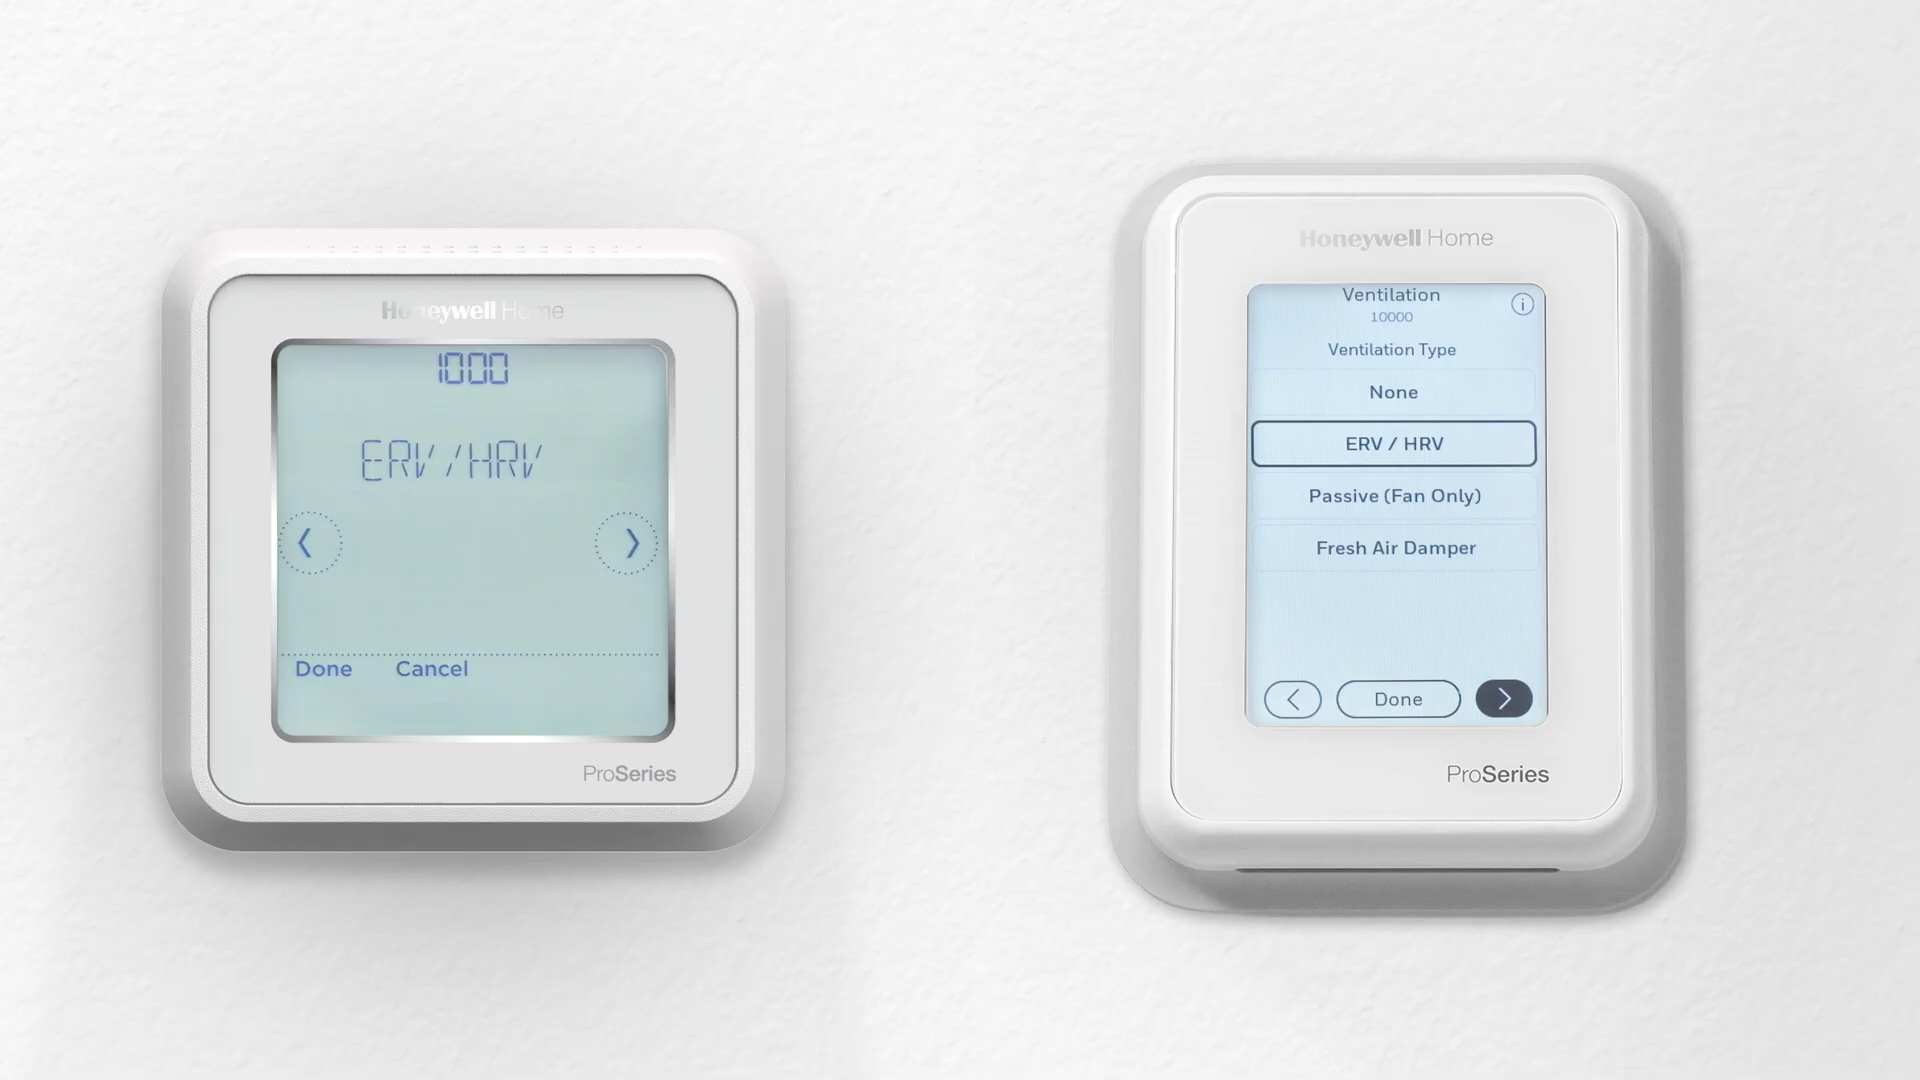 Honeywell Home
1000
ERV/HRV
Done Cancel
ProSeries
Honeywell Home
Ventilation
10000
Ventilation Type
None
ERV / HRV
Passive (Fan Only)
Fresh Air Damper
Done
ProSeries